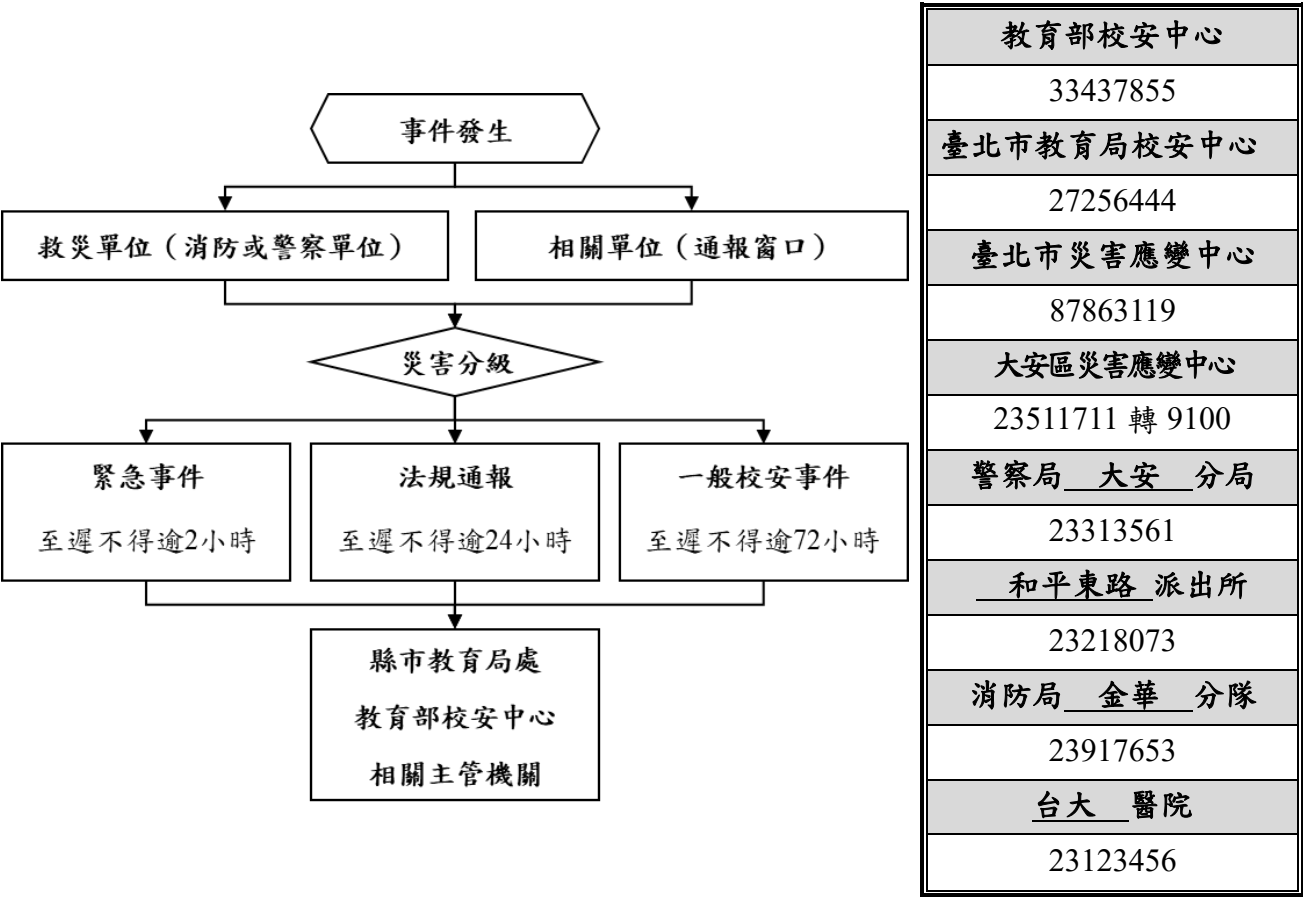 事件發生
救災單位（消防或警察單位）
相關單位（通報窗口）
災害分級
緊急事件
至遲不得逾2小時
法規通報
至遲不得逾24小時
一般校安事件
至遲不得逾72小時
縣市教育局處
教育部校安中心
相關主管機關
教育部校安中心
33437855
臺北市教育局校安中心
27256444
臺北市災害應變中心
87863119
大安區災害應變中心
23511711 轉 9100
警察局 大安 分局
23313561
和平東路 派出所
23218073
消防局 金華 分隊
23917653
台大 醫院
23123456